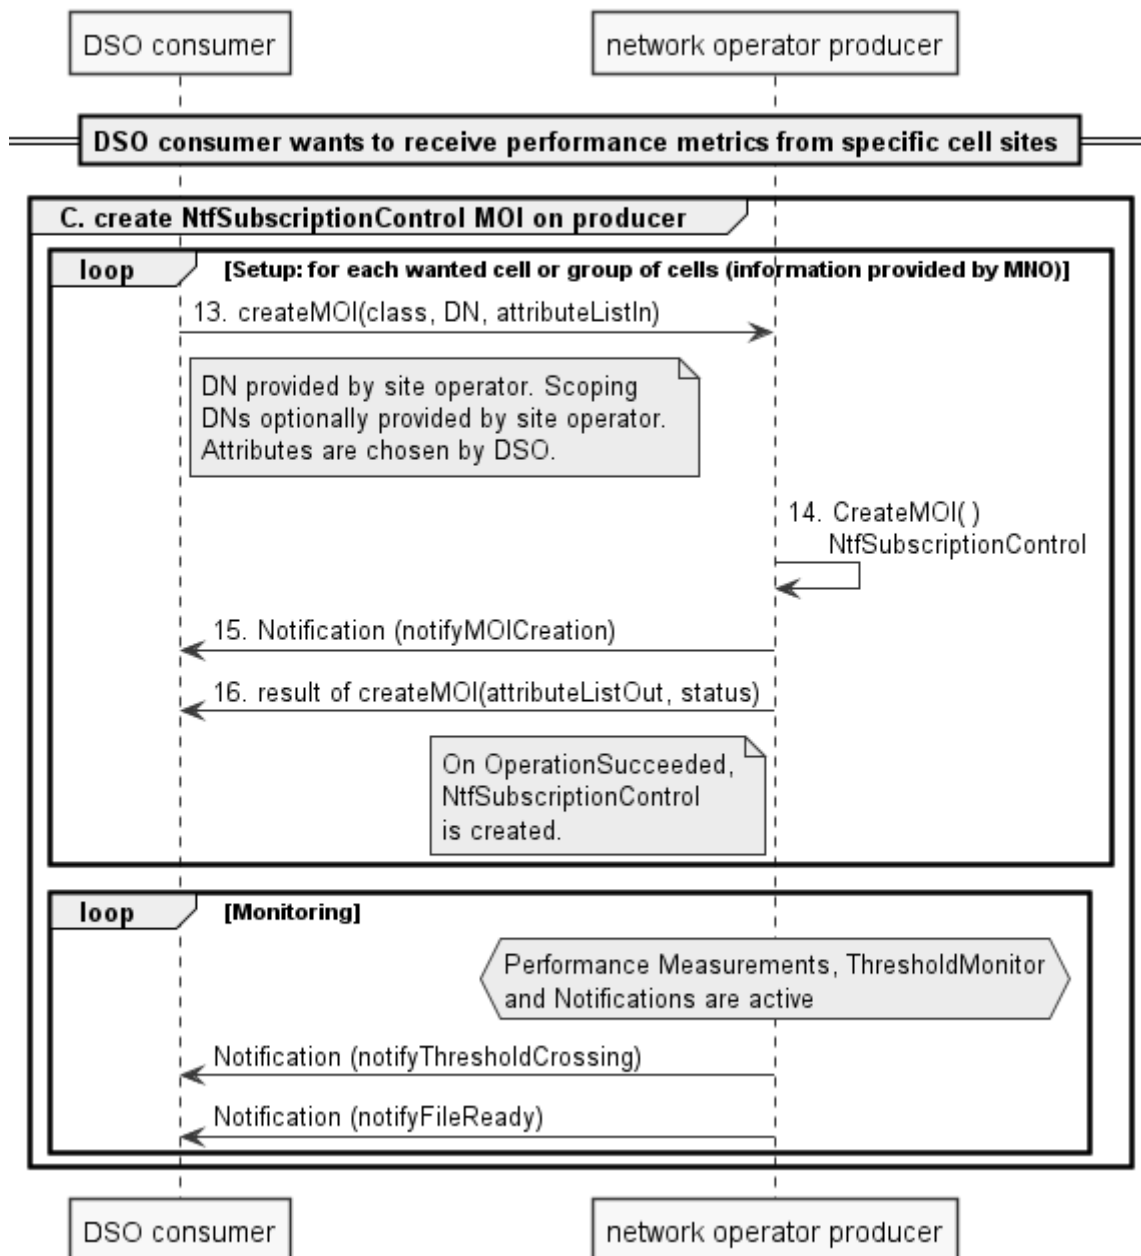 DSO consumer
network operator producer
DSO consumer wants to receive performance metrics from specific cell sites
C. create NtfSubscriptionControl MOI on producer
loop
[Setup: for each wanted cell or group of cells (information provided by MNO)]
13. createMOI(class, DN, attributeListIn)
DN provided by site operator. Scoping
DNs optionally provided by site operator.
Attributes are chosen by DSO.
14. CreateMOI( )
NtfSubscriptionControl
15. Notification (notifyMOICreation)
16. result of createMOI(attributeListOut, status)
On OperationSucceeded,
NtfSubscriptionControl
is created.
loop
[Monitoring]
Performance Measurements, ThresholdMonitor
and Notifications are active
Notification (notifyThresholdCrossing)
Notification (notifyFileReady)
DSO consumer
network operator producer